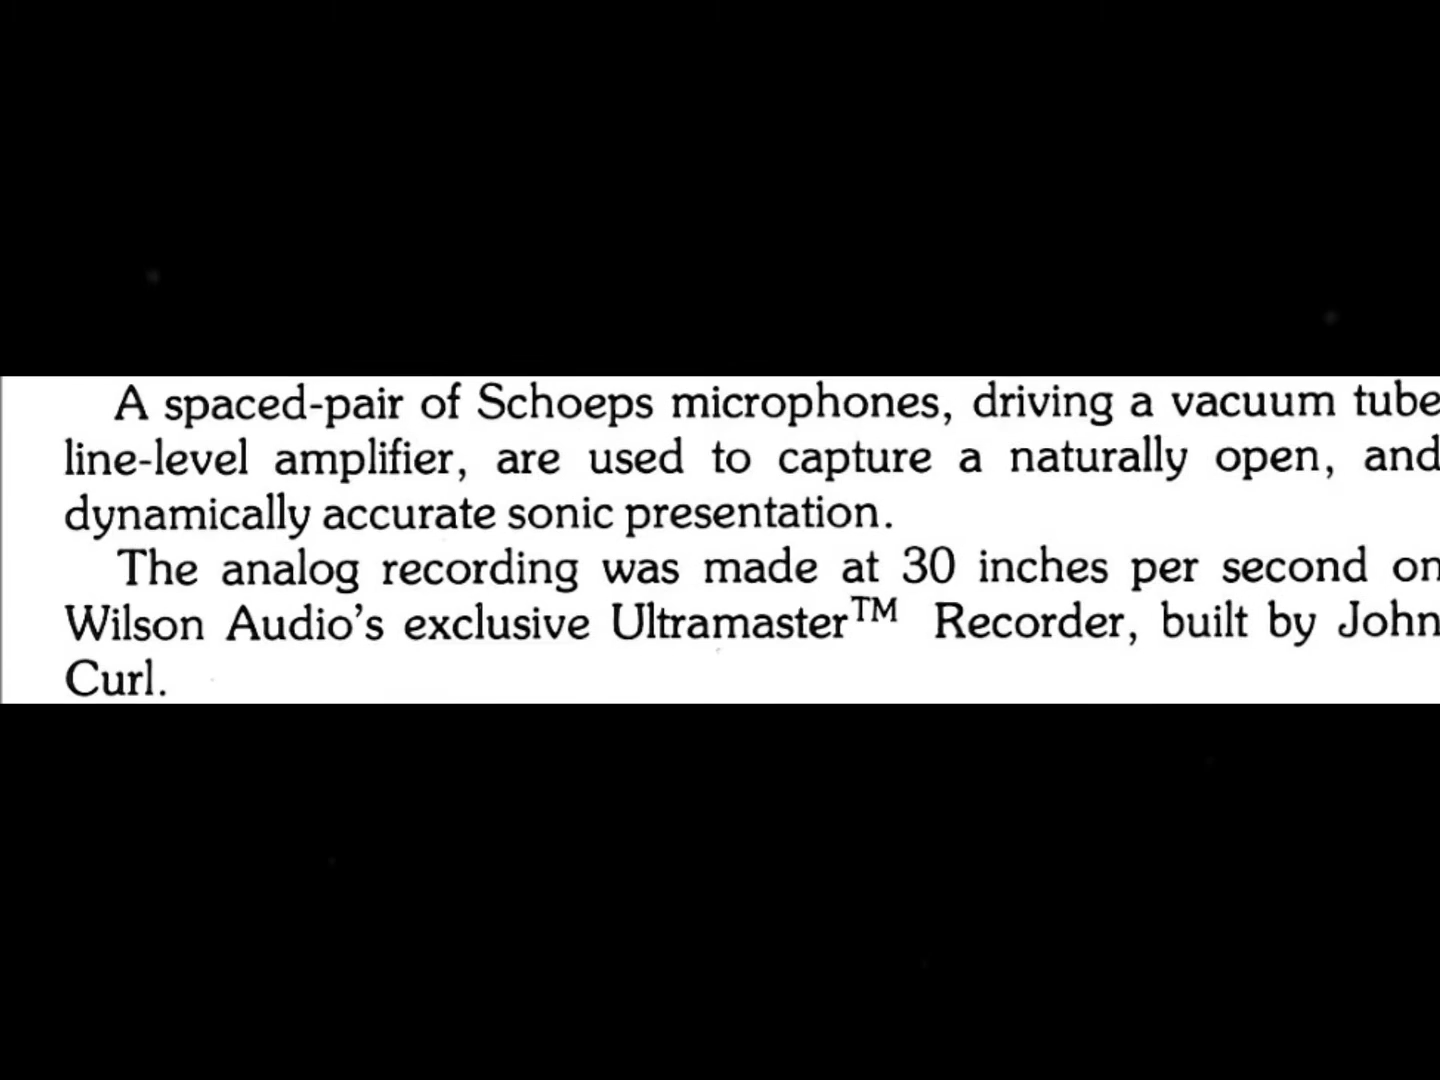 A spaced-pair of Schoeps microphones, driving a vacuum tube
line-level amplifier, are used to capture a naturally open, and
dynamically accurate sonic presentation.
The analog recording was made at 30 inches per second on
Wilson Audio's exclusive Ultramaster™ Recorder, built by John
Curl.